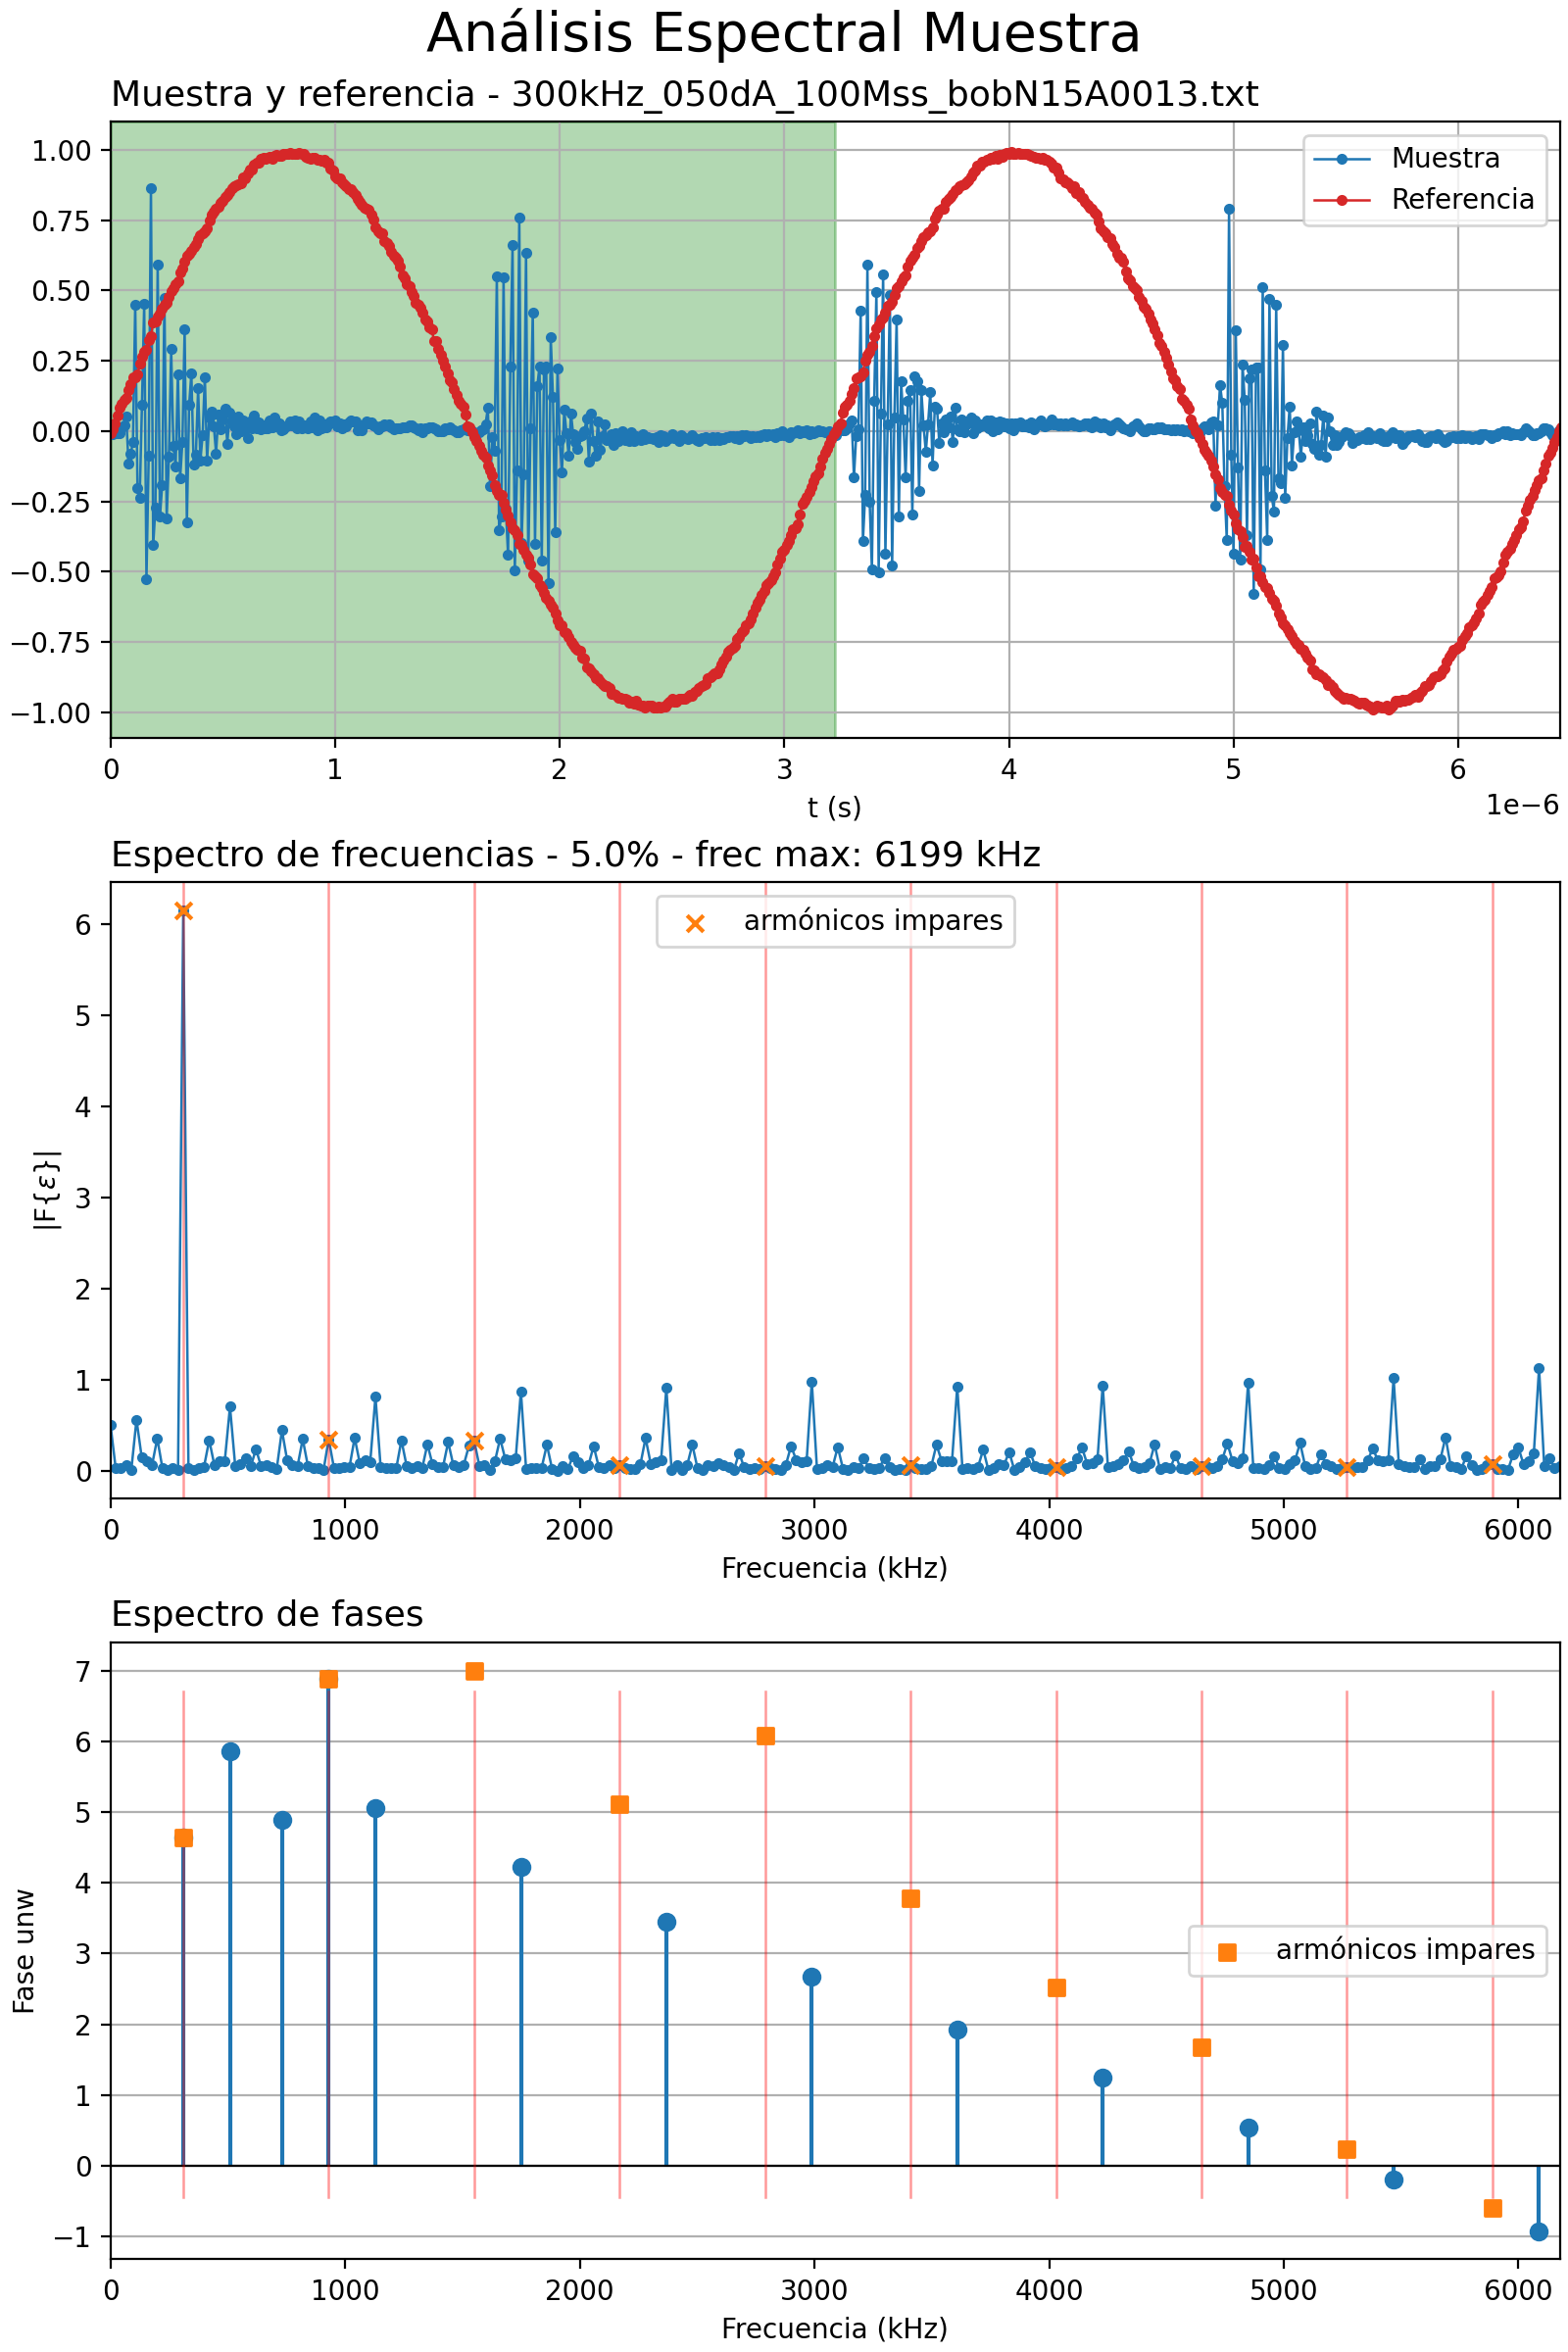 Análisis Espectral Muestra
Muestra y referencia - 300kHz_050dA_100Mss_bobN15A0013.txt
1.00
0.75
0.50
0.25
0.00
−0.25
−0.50
−0.75
−1.00
Muestra
Referencia
0 1 2 3 4 5 6
1e−6
t (s)
Espectro de frecuencias - 5.0% - frec max: 6199 kHz
armónicos impares
6
5
4
3
2
1
0
|F{ε}|
0 1000 2000 3000 4000 5000 6000
Frecuencia (kHz)
Espectro de fases
7
6
5
4
3
2
1
0
−1
Fase unw
armónicos impares
0 1000 2000 3000 4000 5000 6000
Frecuencia (kHz)